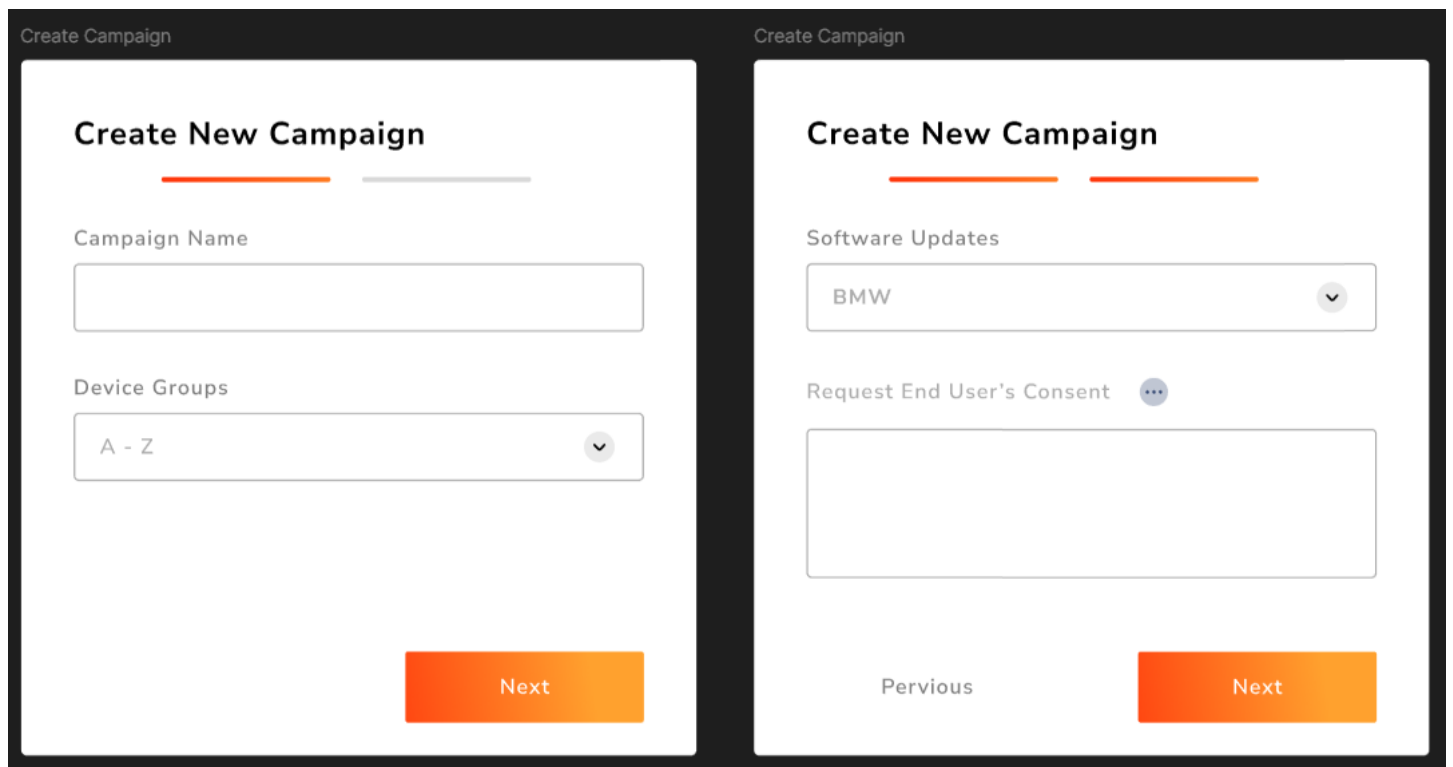 Create Campaign
Create New Campaign
Campaign Name
Device Groups
A - Z
Next
Create Campaign
Create New Campaign
Software Updates
BMW
Request End User's Consent
Pervious
Next